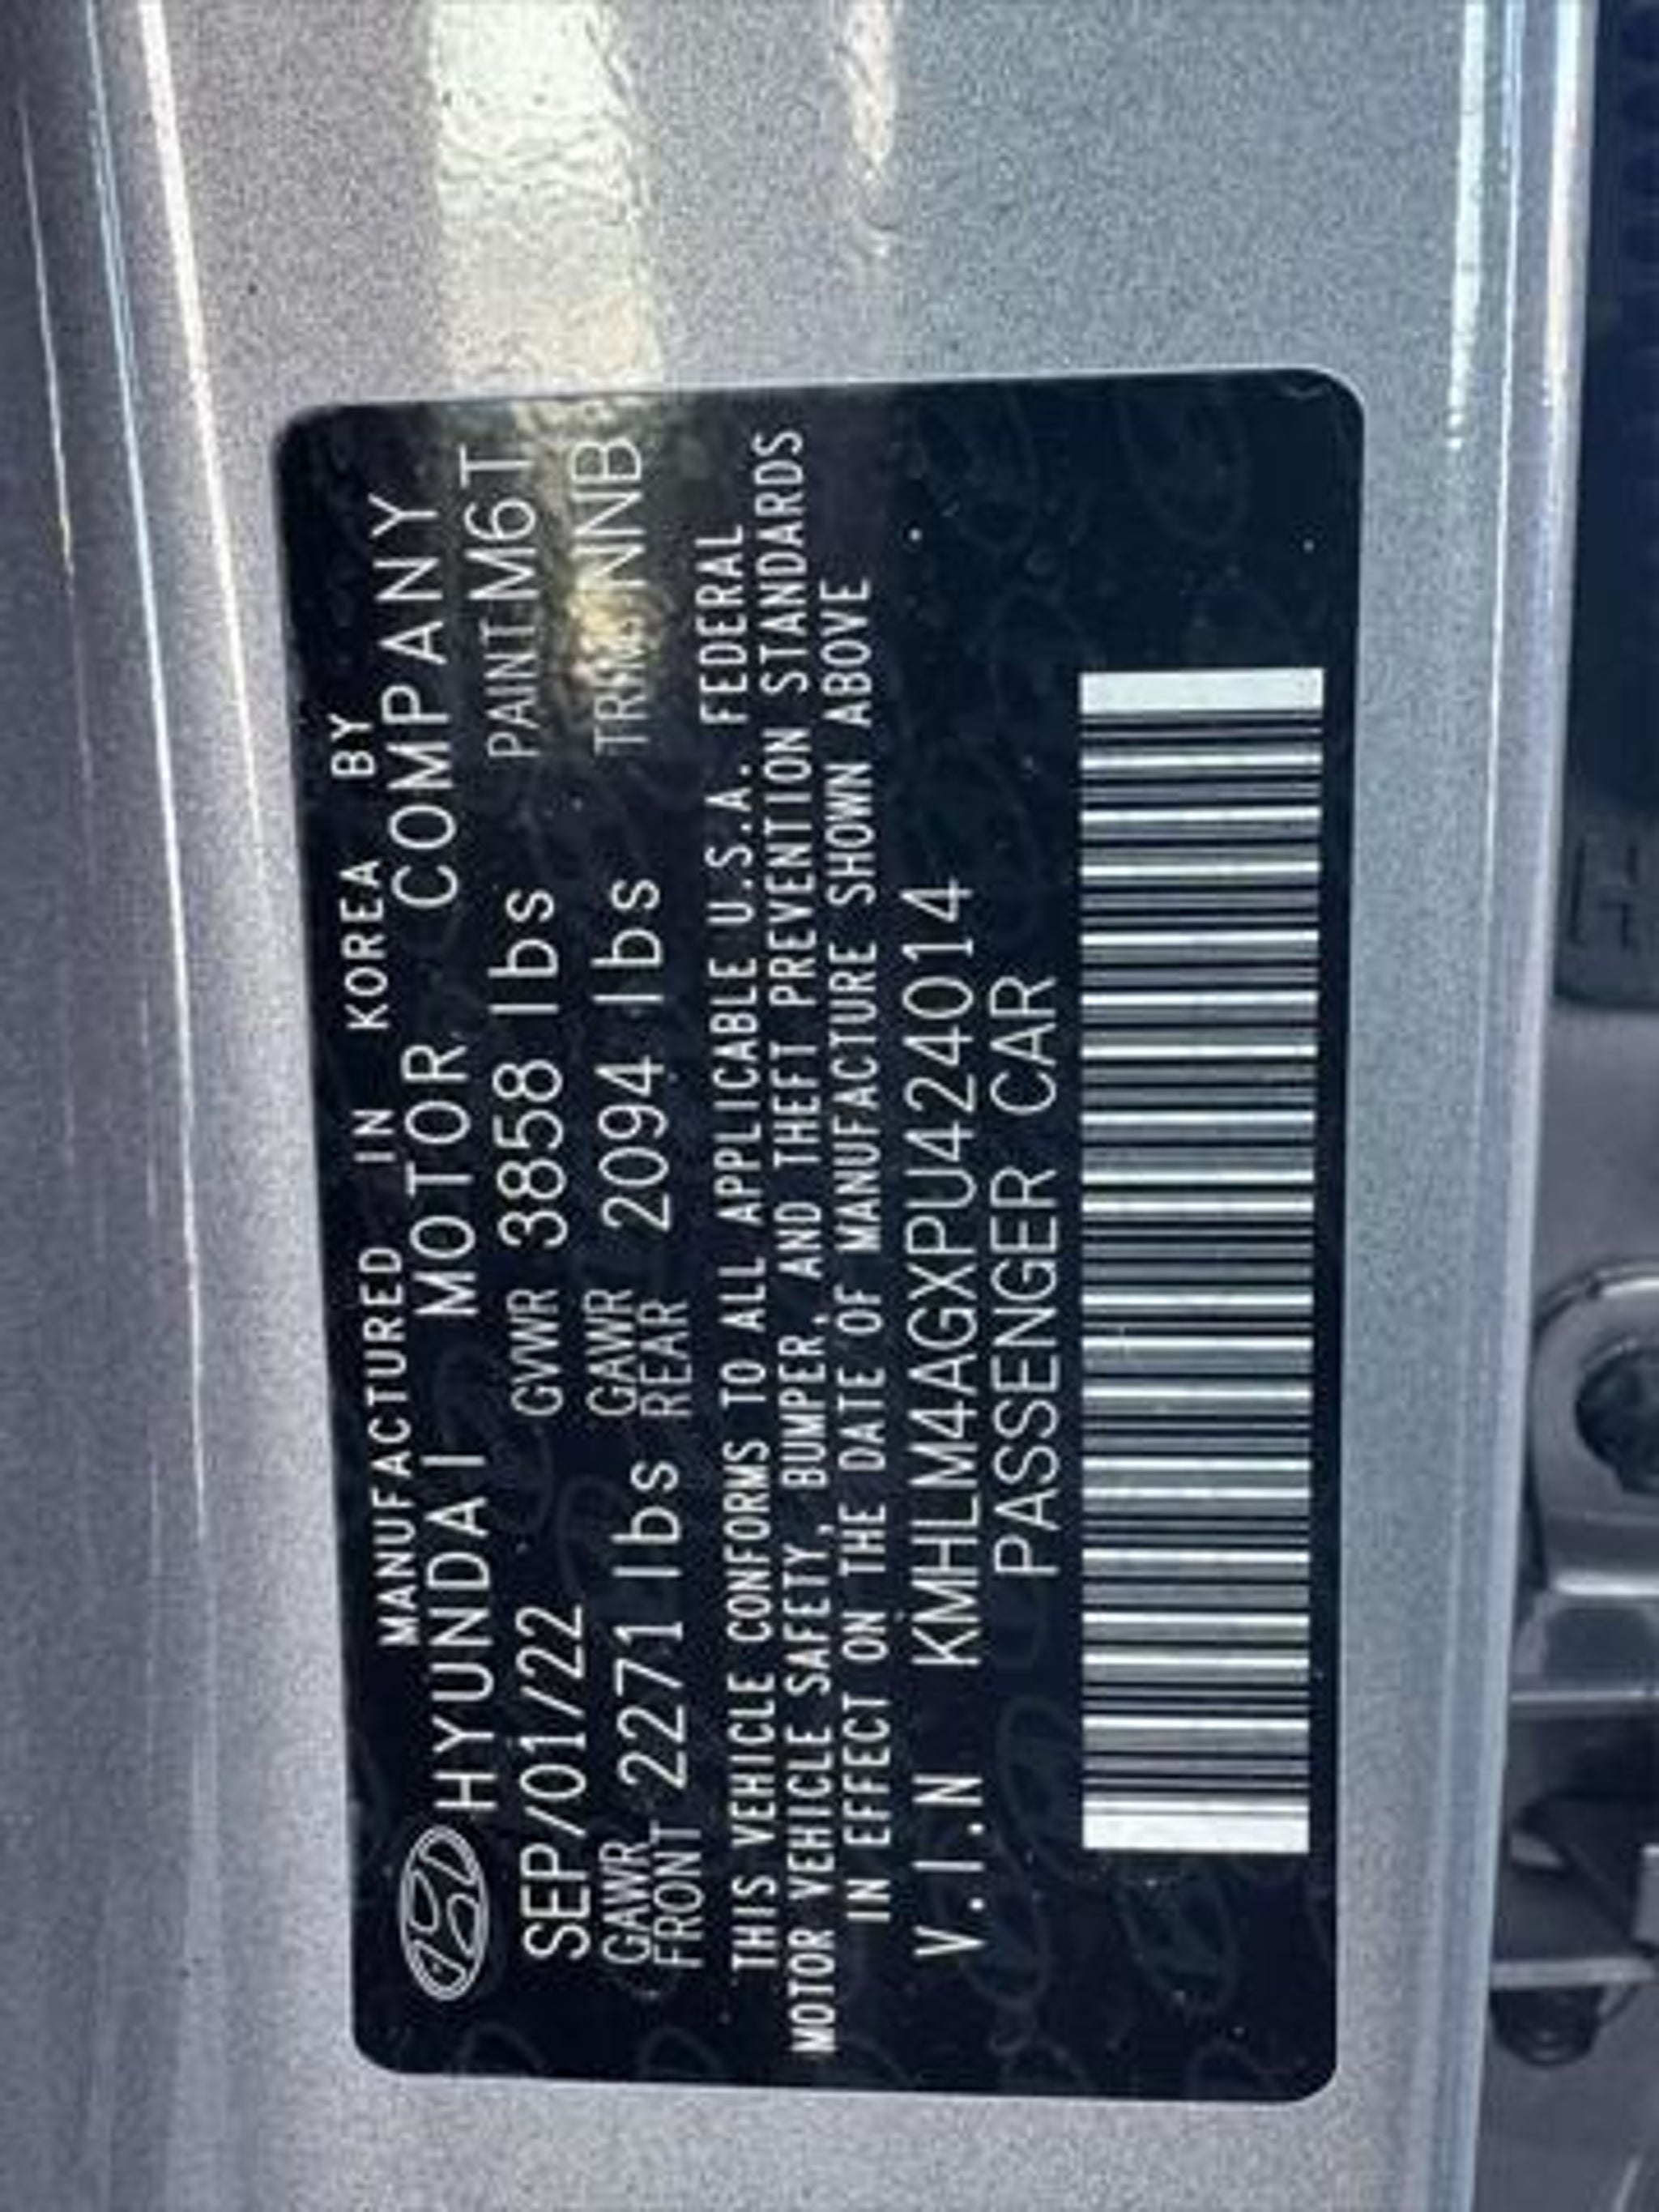 MANUFACTURED IN KOREA BY
HYUNDAI MOTOR COMPANY
SEP/01/22 GVWR 3858 lbs PAINT M6T
GAWR FRONT 2271 lbs GAWR REAR 2094 lbs TRIM NNB
THIS VEHICLE CONFORMS TO ALL APPLICABLE U.S.A. FEDERAL
MOTOR VEHICLE SAFETY, BUMPER, AND THEFT PREVENTION STANDARDS
IN EFFECT ON THE DATE OF MANUFACTURE SHOWN ABOVE
V.I.N KMHLM4AGXPU424014
PASSENGER CAR